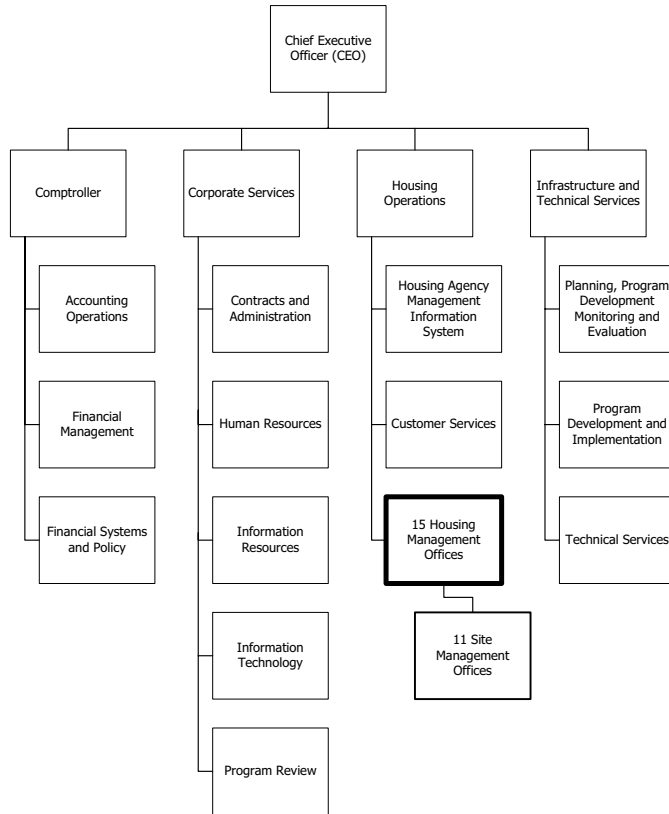 Chief Executive
Officer (CEO)
Comptroller
Corporate Services
Housing
Operations
Infrastructure and
Technical Services
Accounting
Operations
Contracts and
Administration
Housing Agency
Management
Information
System
Planning, Program
Development
Monitoring and
Evaluation
Financial
Management
Human Resources
Customer Services
Program
Development and
Implementation
Financial Systems
and Policy
Information
Resources
15 Housing
Management
Offices
Technical Services
Information
Technology
11 Site
Management
Offices
Program Review